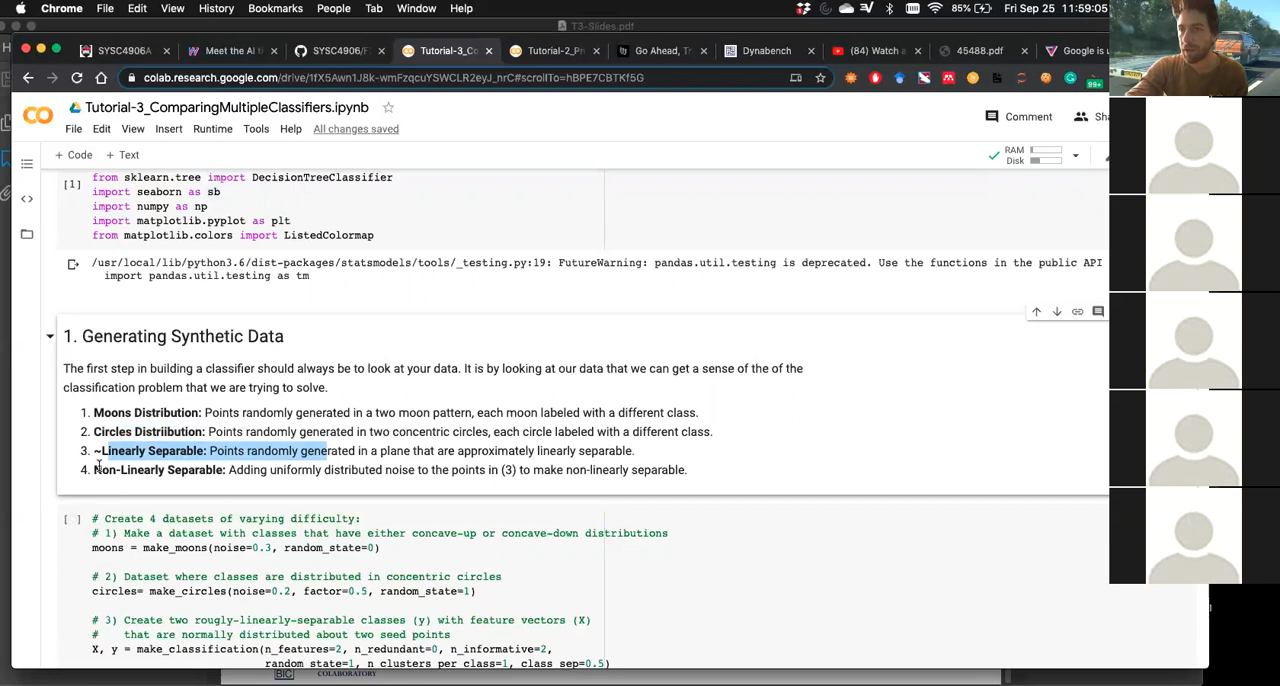 Chrome File Edit View History Bookmarks People Tab Window Help 85% Fri Sep 25 11:59:05
T3-Slides.pdf
SYSC4906A Meet the AI t SYSC4906/F Tutorial-3_Co Tutorial-2_Pr Go Ahead, Th Dynabench (84) Watch a 45488.pdf Google is u
colab.research.google.com/drive/1fX5Awn1J8k-wmFzqcuYSWCLR2eyJ_nrC#scrollTo=hBPE7CBTKf5G 99+
Tutorial-3_ComparingMultipleClassifiers.ipynb
File Edit View Insert Runtime Tools Help All changes saved Comment Sha
+ Code + Text RAM Disk
[1] from sklearn.tree import DecisionTreeClassifier
import seaborn as sb
import numpy as np
import matplotlib.pyplot as plt
from matplotlib.colors import ListedColormap
/usr/local/lib/python3.6/dist-packages/statsmodels/tools/_testing.py:19: FutureWarning: pandas.util.testing is deprecated. Use the functions in the public API
import pandas.util.testing as tm
1. Generating Synthetic Data
The first step in building a classifier should always be to look at your data. It is by looking at our data that we can get a sense of the of the
classification problem that we are trying to solve.
1. Moons Distribution: Points randomly generated in a two moon pattern, each moon labeled with a different class.
2. Circles Distriibution: Points randomly generated in two concentric circles, each circle labeled with a different class.
3. ~Linearly Separable: Points randomly generated in a plane that are approximately linearly separable.
4. Non-Linearly Separable: Adding uniformly distributed noise to the points in (3) to make non-linearly separable.
[ ] # Create 4 datasets of varying difficulty:
# 1) Make a dataset with classes that have either concave-up or concave-down distributions
moons = make_moons(noise=0.3, random_state=0)
# 2) Dataset where classes are distributed in concentric circles
circles= make_circles(noise=0.2, factor=0.5, random_state=1)
# 3) Create two rougly-linearly-separable classes (y) with feature vectors (X)
# that are normally distributed about two seed points
X, y = make_classification(n_features=2, n_redundant=0, n_informative=2,
random_state=1, n_clusters_per_class=1, class_sep=0.5)
BIC COLABORATORY